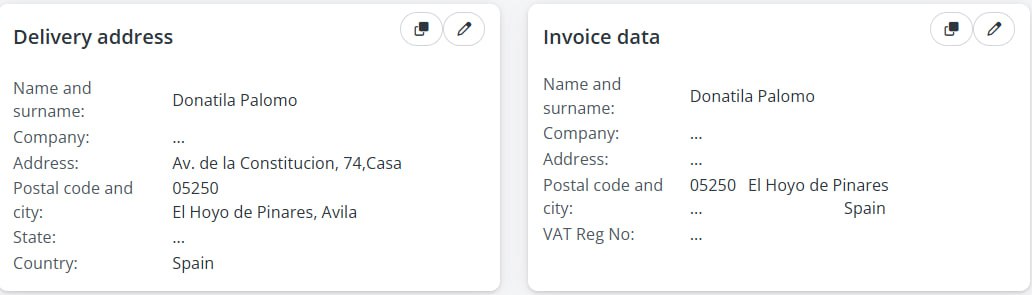 Delivery address
Name and
surname:
Donatila Palomo
Company:
...
Address:
Av. de la Constitucion, 74,Casa
Postal code and
city:
05250
El Hoyo de Pinares, Avila
State:
...
Country:
Spain
Invoice data
Name and
surname:
Donatila Palomo
Company:
...
Address:
...
Postal code and
city:
05250 El Hoyo de Pinares
... Spain
VAT Reg No:
...